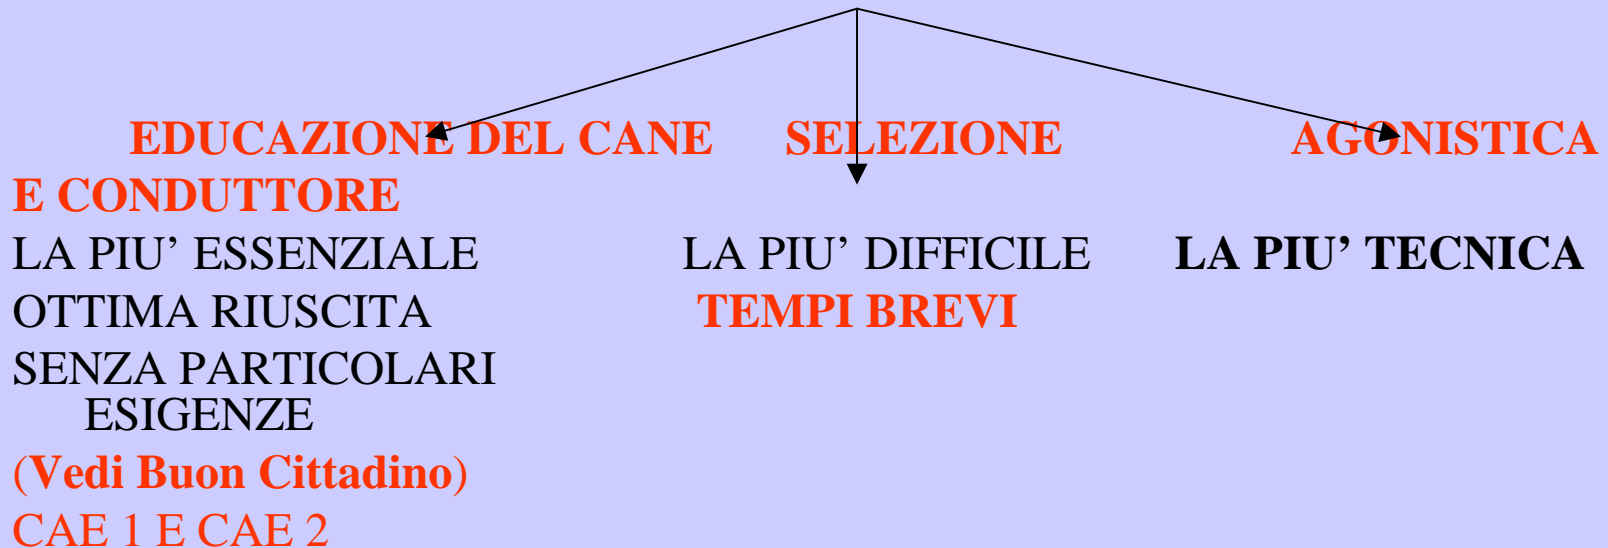 EDUCAZIONE DEL CANE SELEZIONE AGONISTICA
E CONDUTTORE
LA PIU’ ESSENZIALE LA PIU’ DIFFICILE LA PIU’ TECNICA
OTTIMA RIUSCITA TEMPI BREVI
SENZA PARTICOLARI
ESIGENZE
(Vedi Buon Cittadino)
CAE 1 E CAE 2